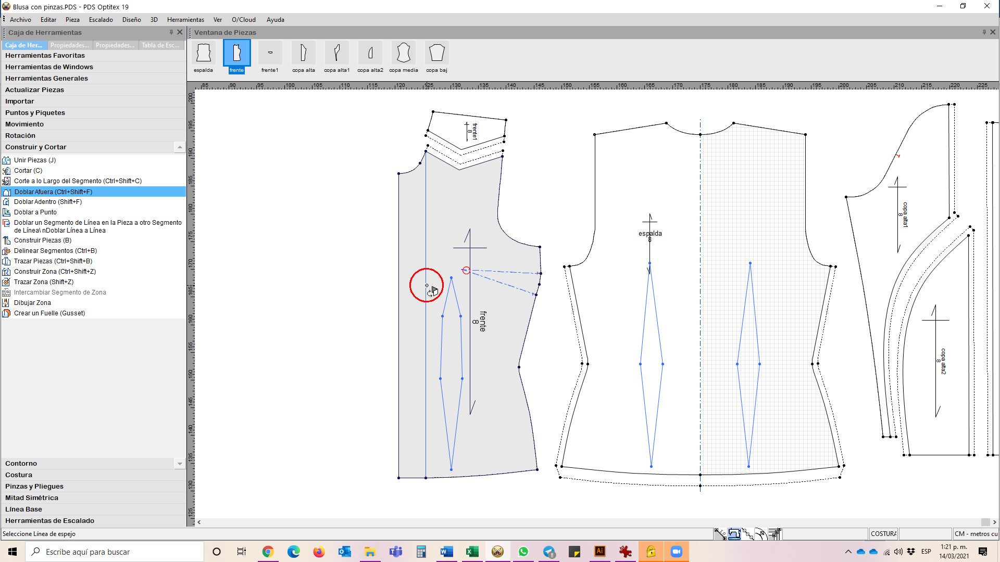 Blusa con pinzas.PDS - PDS Optitex 19
Archivo Editar Pieza Escalado Diseño 3D Herramientas Ver O/Cloud Ayuda
Caja de Herramientas
Caja de Her... Propiedades... Propiedades... Tabla de Esc...
Herramientas Favoritas
Herramientas de Windows
Herramientas Generales
Actualizar Piezas
Importar
Puntos y Piquetes
Movimiento
Rotación
Construir y Cortar
Unir Piezas (J)
Cortar (C)
Corte a lo Largo del Segmento (Ctrl+Shift+C)
Doblar Afuera (Ctrl+Shift+F)
Doblar Adentro (Shift+F)
Doblar a Punto
Doblar un Segmento de Línea en la Pieza a otro Segmento
de Línea\nDoblar Línea a Línea
Construir Piezas (B)
Delinear Segmentos (Ctrl+B)
Trazar Piezas (Ctrl+Shift+B)
Construir Zona (Ctrl+Shift+Z)
Trazar Zona (Shift+Z)
Intercambiar Segmento de Zona
Dibujar Zona
Crear un Fuelle (Gusset)
Contorno
Costura
Pinzas y Pliegues
Mitad Simétrica
Línea Base
Herramientas de Escalado
Ventana de Piezas
espalda frente frente1 copa alta copa alta1 copa alta2 copa media copa baj
85 90 95 100 105 110 115 120 125 130 135 140 145 150 155 160 165 170 175 180 185 190 195 200 205 210 215 220 225
200
195
190
185
180
175
170
165
160
155
150
145
140
135
130
125
frente1
8
frente
8
espalda
8
copa alta1
8
copa alta2
8
Seleccione Línea de espejo
COSTURA
CM - metros cu
Escribe aquí para buscar
8
ESP
1:21 p. m.
14/03/2021